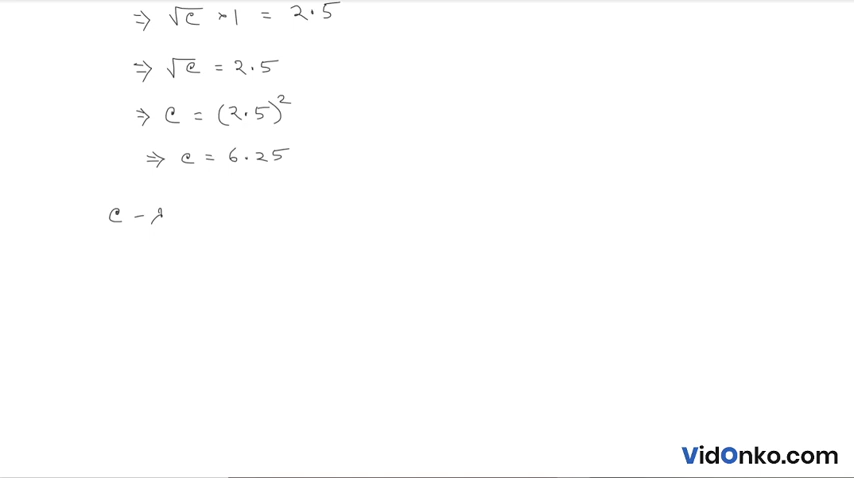 ⇒ √c × 1 = 2.5
⇒ √c = 2.5
⇒ c = (2.5)²
⇒ c = 6.25
c -
VidOnko.com